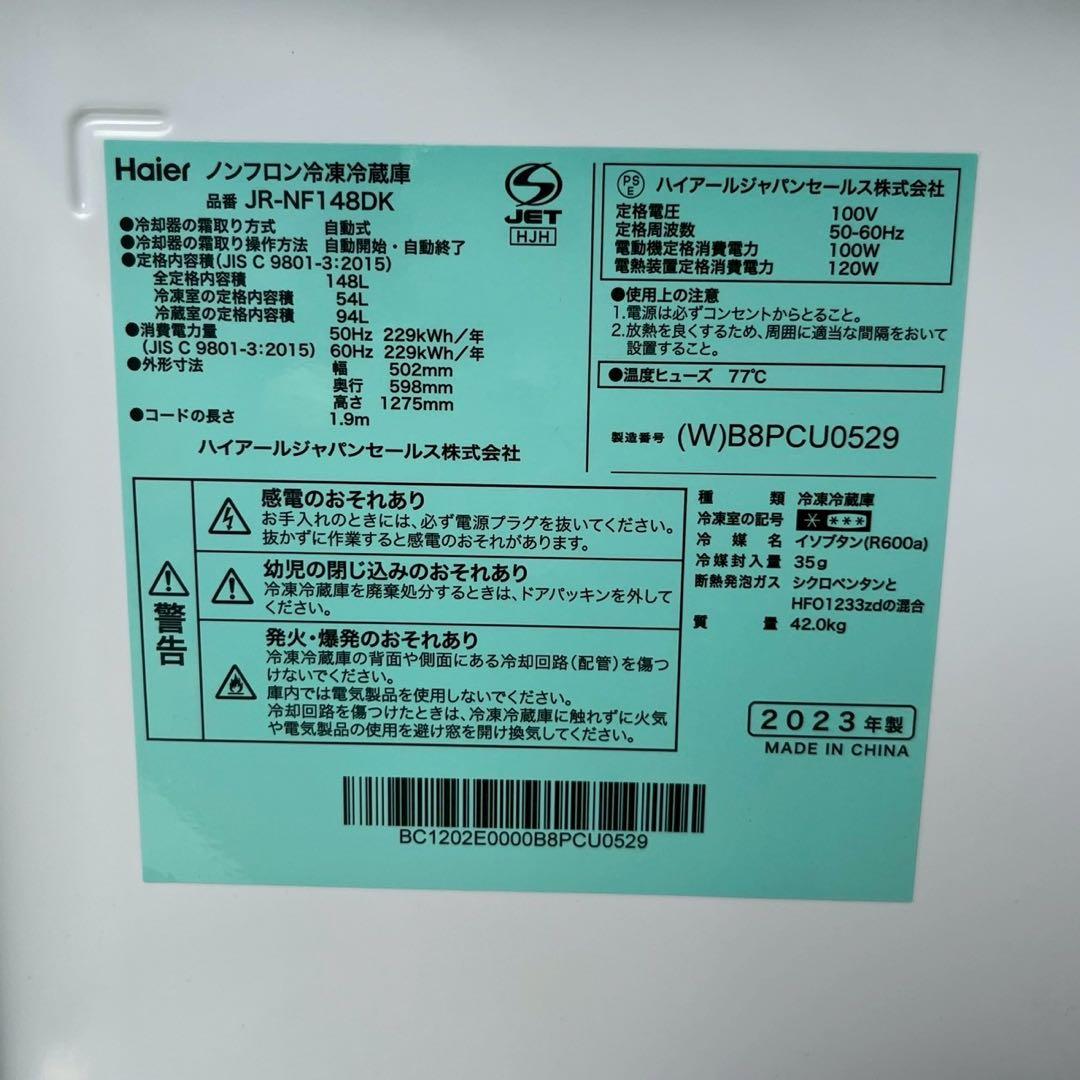 Haier ノンフロン冷凍冷蔵庫
品番 JR-NF148DK
●冷却器の霜取り方式 自動式
●冷却器の霜取り操作方法 自動開始・自動終了
●定格内容積(JIS C 9801-3:2015)
全定格内容積 148L
冷凍室の定格内容積 54L
冷蔵室の定格内容積 94L
●消費電力量 50Hz 229kWh/年
(JIS C 9801-3:2015) 60Hz 229kWh/年
●外形寸法 幅 502mm
奥行 598mm
高さ 1275mm
●コードの長さ 1.9m
ハイアールジャパンセールス株式会社
S
JET
HJH
PS
E
ハイアールジャパンセールス株式会社
定格電圧 100V
定格周波数 50-60Hz
電動機定格消費電力 100W
電熱装置定格消費電力 120W
●使用上の注意
1.電源は必ずコンセントからとること。
2.放熱を良くするため、周囲に適当な間隔をおいて
設置すること。
●温度ヒューズ 77℃
製造番号 (W)B8PCU0529
警告
感電のおそれあり
お手入れのときには、必ず電源プラグを抜いてください。
抜かずに作業すると感電のおそれがあります。
幼児の閉じ込みのおそれあり
冷凍冷蔵庫を廃棄処分するときは、ドアパッキンを外して
ください。
発火・爆発のおそれあり
冷凍冷蔵庫の背面や側面にある冷却回路(配管)を傷つ
けないでください。
庫内では電気製品を使用しないでください。
冷却回路を傷つけたときは、冷凍冷蔵庫に触れずに火気
や電気製品の使用を避け窓を開け換気してください。
種類 冷凍冷蔵庫
冷凍室の記号 * ***
冷媒名 イソブタン(R600a)
冷媒封入量 35g
断熱発泡ガス シクロペンタンと
HFO1233zdの混合
質量 42.0kg
2023年製
MADE IN CHINA
BC1202E0000B8PCU0529